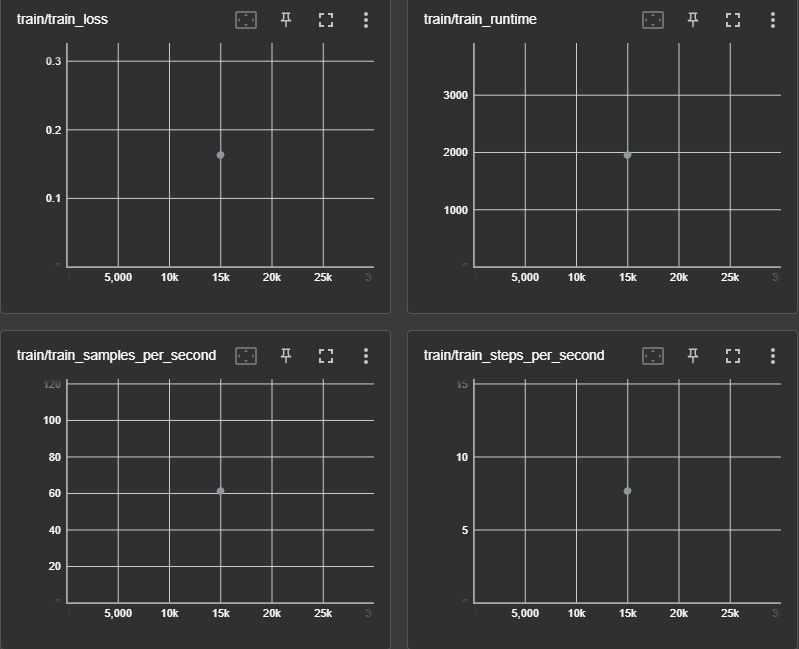 train/train_loss
0.3
0.2
0.1
0
5,000 10k 15k 20k 25k 3
train/train_runtime
3000
2000
1000
0
5,000 10k 15k 20k 25k 3
train/train_samples_per_second
120
100
80
60
40
20
0
5,000 10k 15k 20k 25k 3
train/train_steps_per_second
15
10
5
0
5,000 10k 15k 20k 25k 3